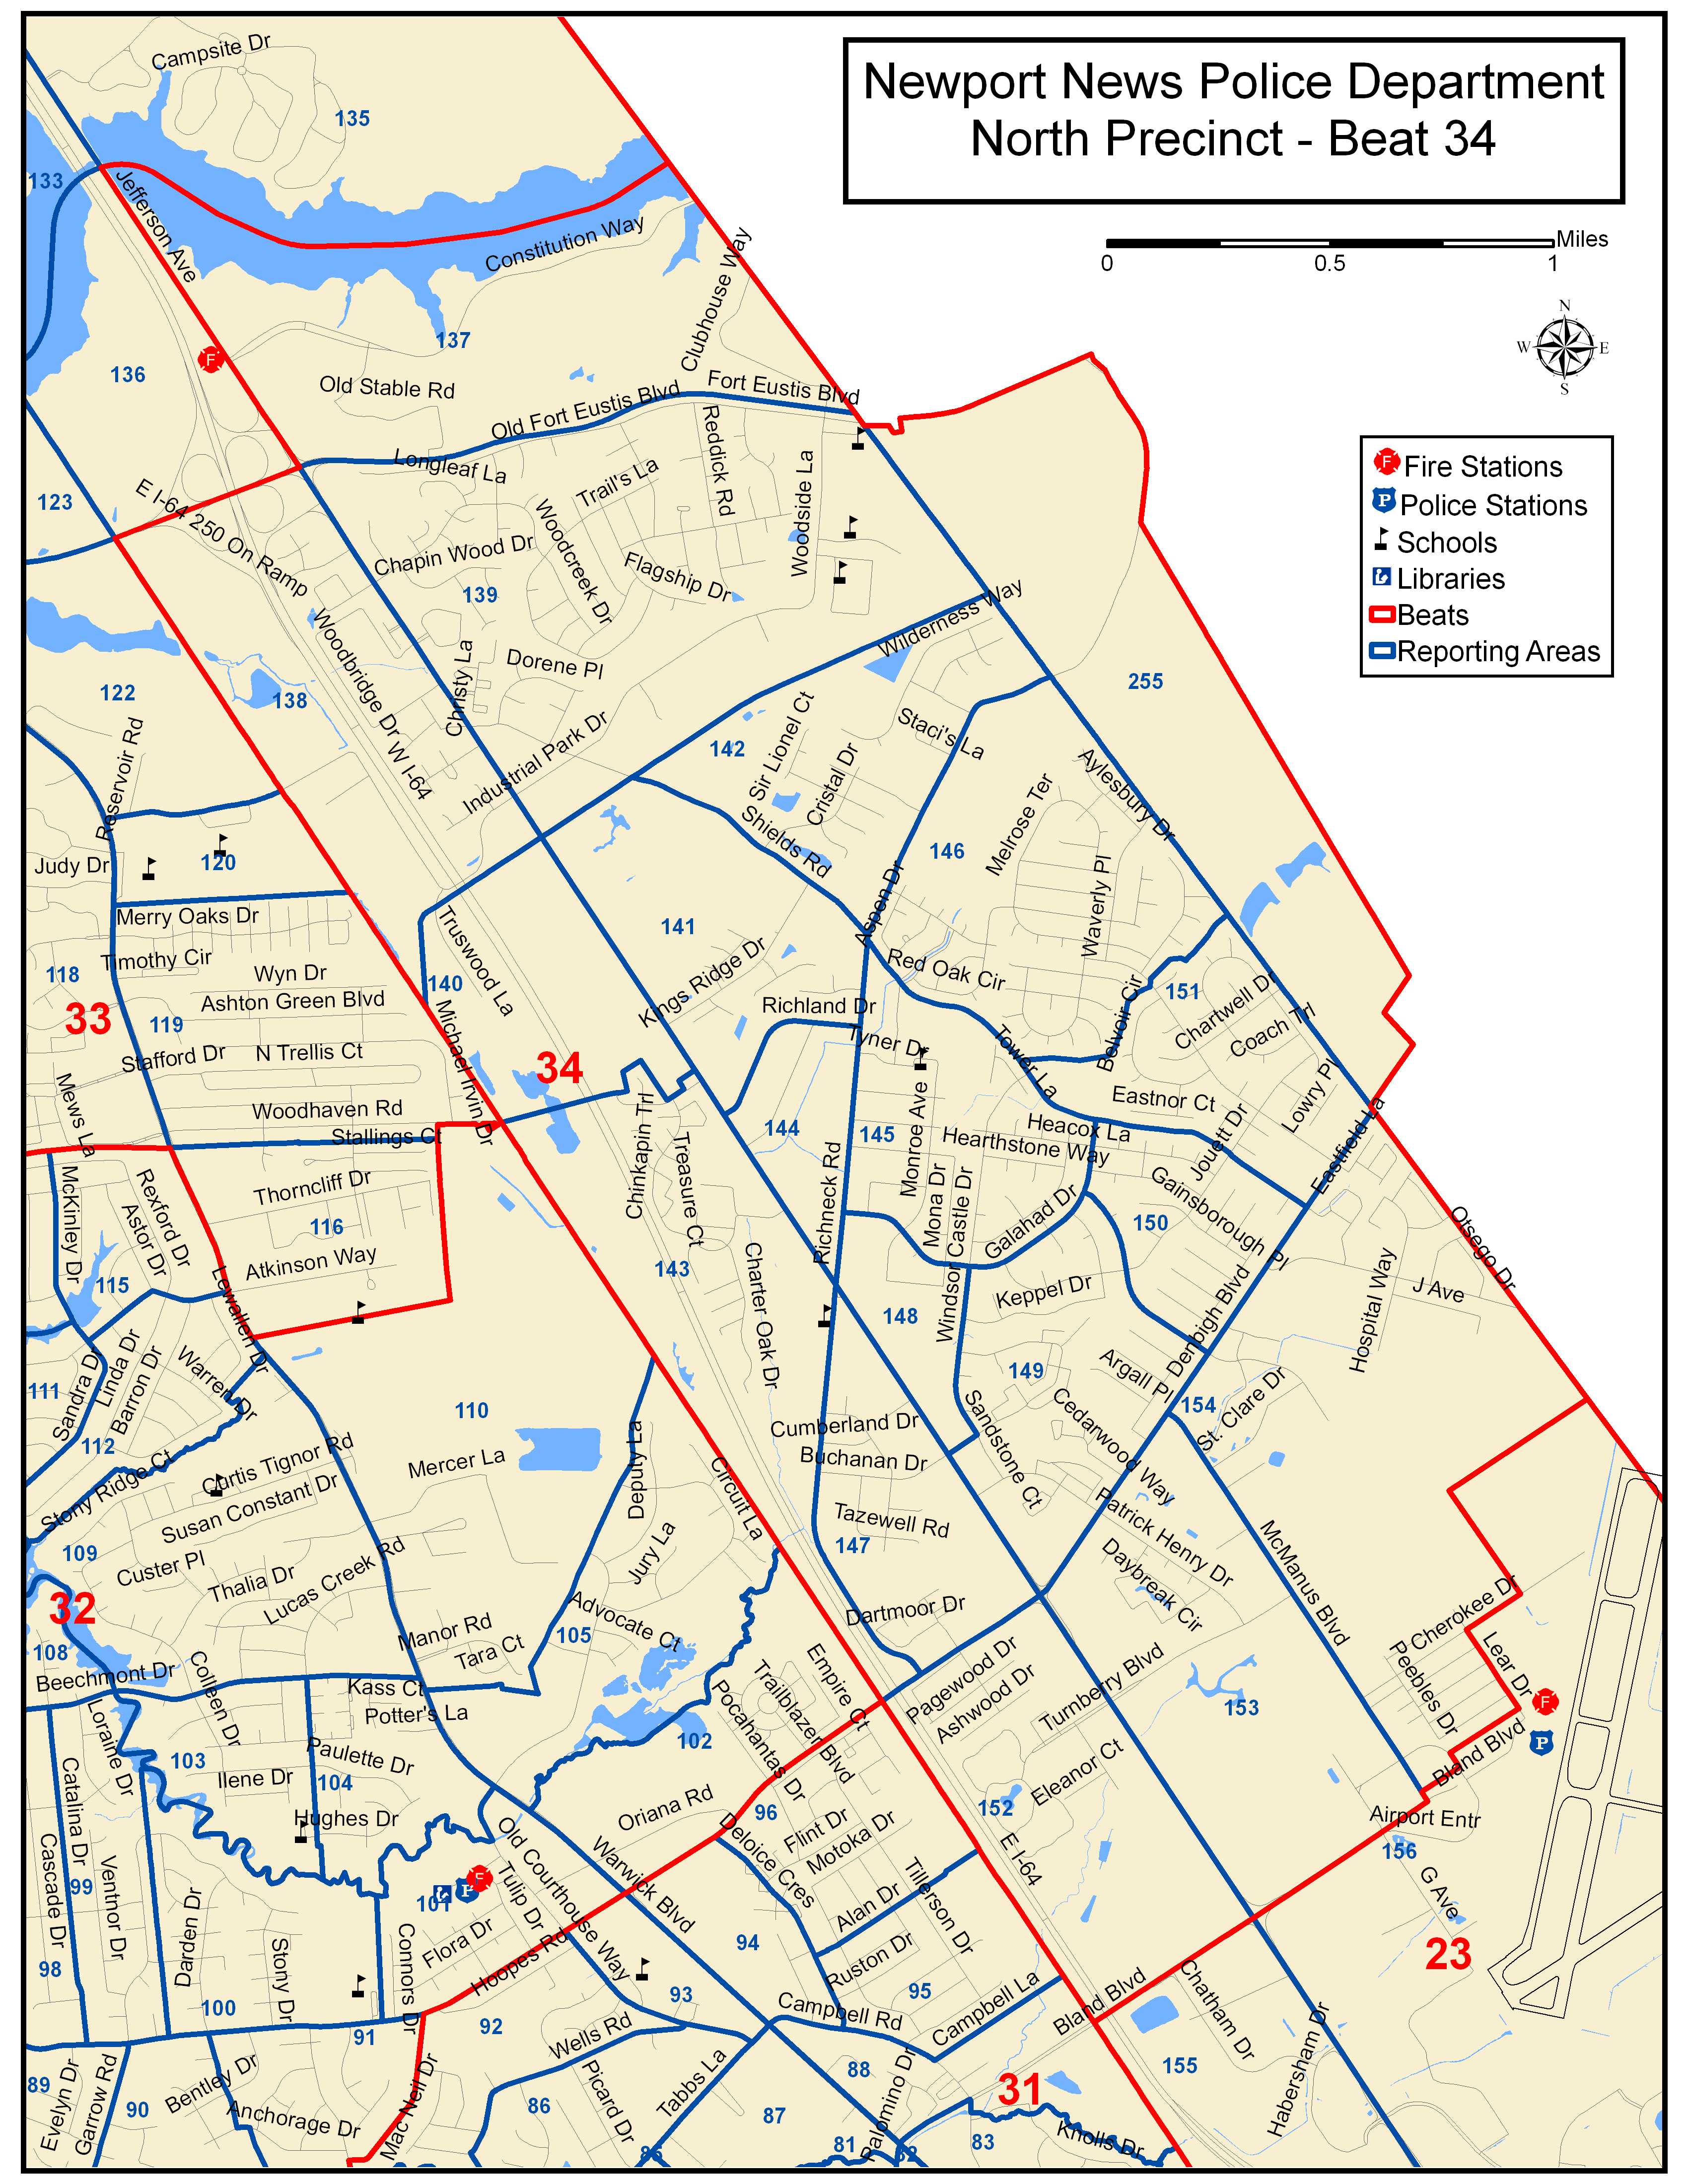 Newport News Police Department
North Precinct - Beat 34
Miles
0
0.5
1
N
W
E
S
Fire Stations
Police Stations
Schools
Libraries
Beats
Reporting Areas
Campsite Dr
135
133
Jefferson Ave
Constitution Way
Clubhouse Way
137
136
Old Stable Rd
Old Fort Eustis Blvd
Fort Eustis Blvd
Longleaf La
Trail's La
Reddick Rd
Woodside La
123
E I-64 250 On Ramp
Chapin Wood Dr
Woodcreek Dr
Flagship Dr
139
Wilderness Way
Woodbridge Dr
W I-64
Christy La
Dorene Pl
122
138
255
Reservoir Rd
Industrial Park Dr
142
Sir Lionel Ct
Cristal Dr
Staci's La
Aylesbury Dr
Melrose Ter
Shields Rd
146
Judy Dr
120
Aspen Dr
Waverly Pl
Merry Oaks Dr
Truswood La
141
Timothy Cir
118
Wyn Dr
140
Kings Ridge Dr
Red Oak Cir
Ashton Green Blvd
Richland Dr
151
Chartwell Dr
33
119
Michael Irvin Dr
Tyner Dr
Tower La
Belvoir Cir
Coach Trl
Stafford Dr
N Trellis Ct
34
Mews La
Woodhaven Rd
Stallings Ct
Chinkapin Trl
Treasure Ct
144
145
Monroe Ave
Eastnor Ct
Heacox La
Hearthstone Way
Jouett Dr
Lowry Pl
Eastfield La
McKinley Dr
Rexford Dr
Astor Dr
Thorncliff Dr
116
Atkinson Way
Richneck Rd
Mona Dr
Windsor Castle Dr
Galahad Dr
150
Gainsborough Pl
Otsego Dr
115
Lewallen Dr
143
Charter Oak Dr
148
Keppel Dr
Denbigh Blvd
Hospital Way
J Ave
111
Sandra Dr
Linda Dr
Barron Dr
Warren Dr
149
Argall Pl
154
St. Clare Dr
112
110
Cumberland Dr
Buchanan Dr
Sandstone Ct
Cedarwood Way
Stony Ridge Ct
Curtis Tignor Rd
Mercer La
Deputy La
Circuit La
Susan Constant Dr
Tazewell Rd
147
Patrick Henry Dr
McManus Blvd
109
Custer Pl
Thalia Dr
Lucas Creek Rd
Jury La
Daybreak Cir
32
Cherokee Dr
Advocate Ct
Dartmoor Dr
108
Manor Rd
Tara Ct
105
Lear Dr
Beechmont Dr
Colleen Dr
Empire Ct
Pagewood Dr
Turnberry Blvd
Peebles Dr
Kass Ct
Trailblazer Blvd
Ashwood Dr
Loraine Dr
Potter's La
Pocahantas Dr
153
102
103
Paulette Dr
Bland Blvd
Catalina Dr
Ilene Dr
104
Eleanor Ct
Hughes Dr
Oriana Rd
96
152
Airport Entr
Flint Dr
Motoka Dr
156
Cascade Dr
Old Courthouse Way
Warwick Blvd
Deloice Cres
E I-64
99
Ventnor Dr
101
Tulip Dr
Tillerson Dr
G Ave
Darden Dr
Connors Dr
Flora Dr
Alan Dr
98
Stony Dr
Hoopes Rd
94
Ruston Dr
23
93
95
100
91
92
Campbell Rd
Campbell La
Bland Blvd
Chatham Dr
Wells Rd
155
Habersham Dr
89
Evelyn Dr
Garrow Rd
90
Bentley Dr
Anchorage Dr
Mac Neil Dr
86
Picard Dr
Tabbs La
88
87
Palomino Dr
31
81
82
83
Knolls Dr
85